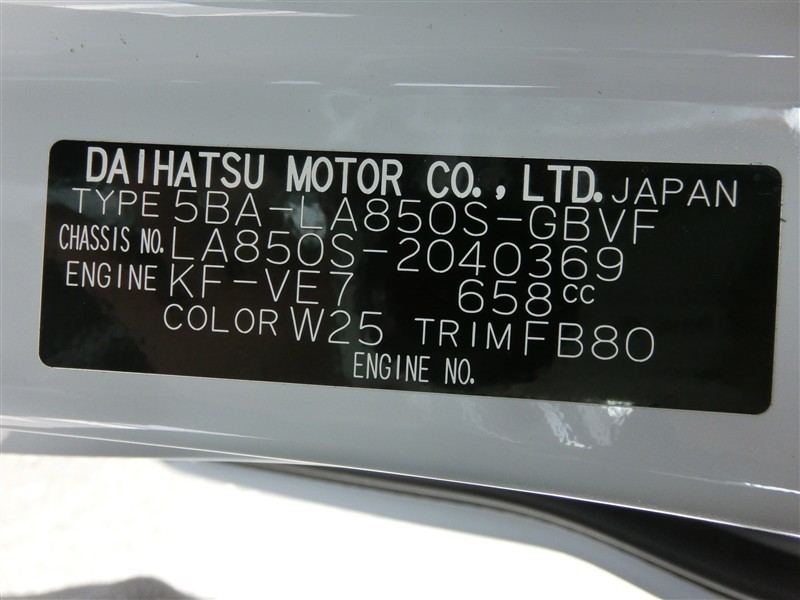 DAIHATSU MOTOR CO., LTD. JAPAN
TYPE 5BA-LA850S-GBVF
CHASSIS NO. LA850S-2040369
ENGINE KF-VE7 658cc
COLOR W25 TRIM FB80
ENGINE NO.